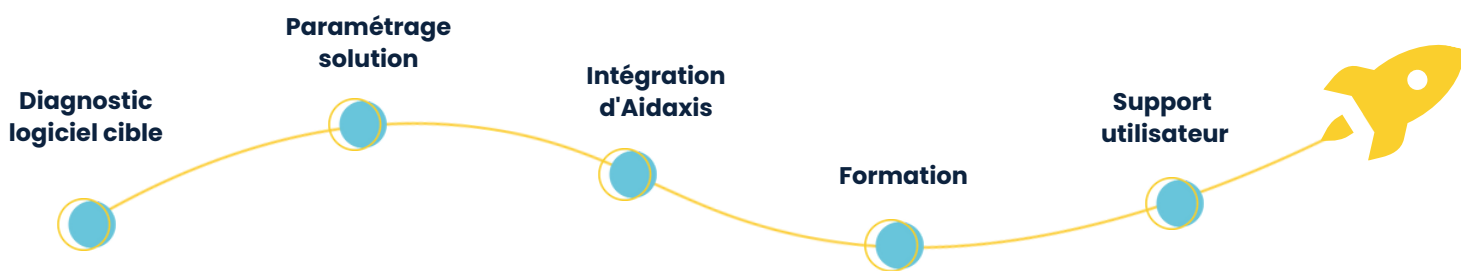 Diagnostic
logiciel cible
Paramétrage
solution
Intégration
d'Aidaxis
Formation
Support
utilisateur